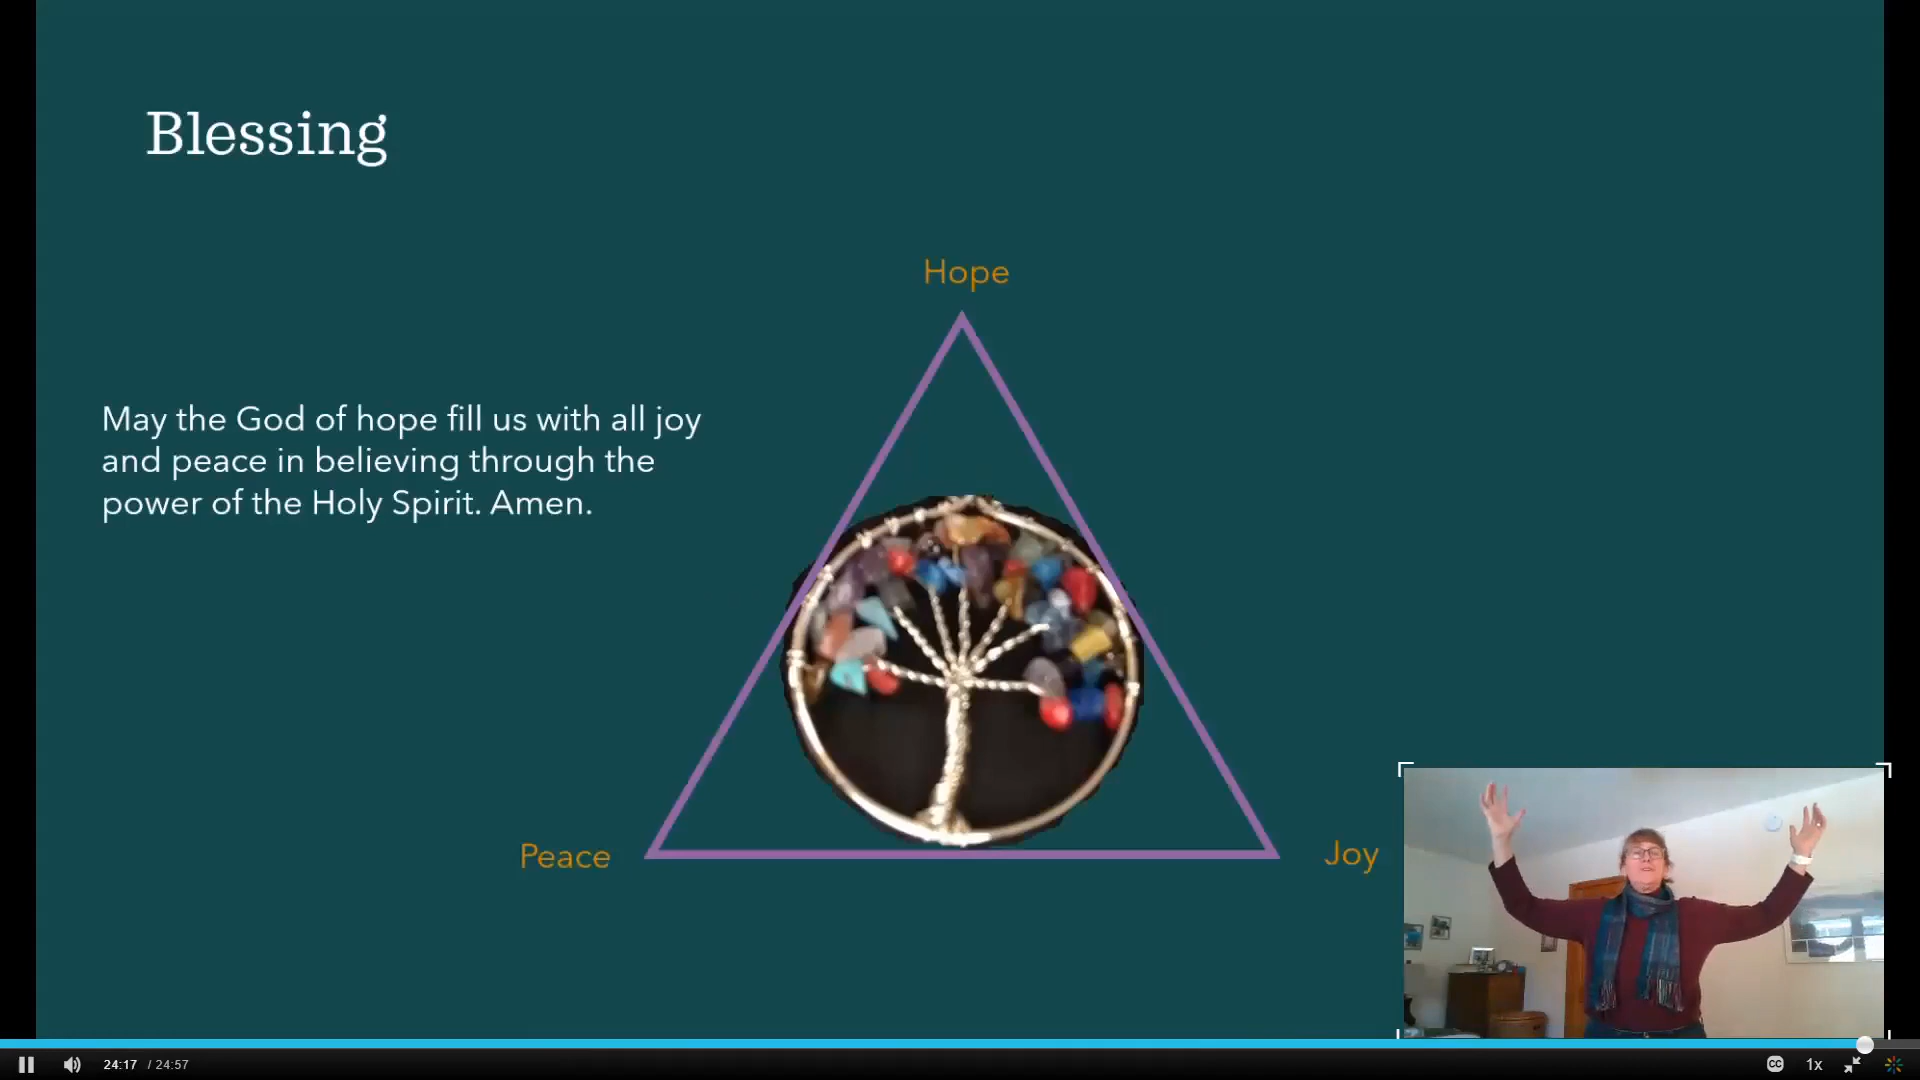 Blessing
Hope
May the God of hope fill us with all joy
and peace in believing through the
power of the Holy Spirit. Amen.
Peace
Joy
24:17 / 24:57
CC
1x